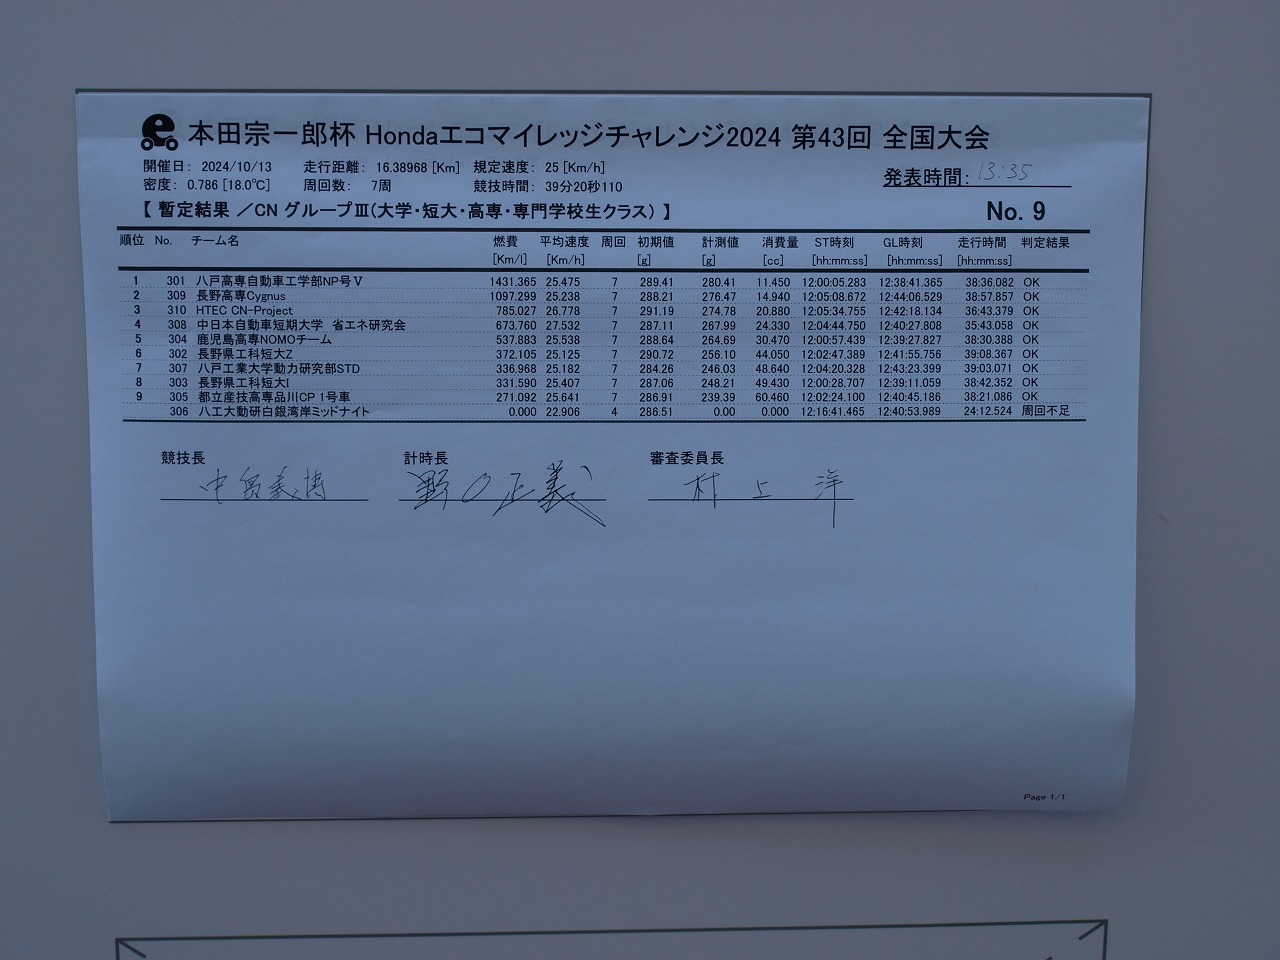 本田宗一郎杯 Hondaエコマイレッジチャレンジ2024 第43回 全国大会
開催日: 2024/10/13 走行距離: 16.38968 [Km] 規定速度: 25 [Km/h]
密度: 0.786 [18.0℃] 周回数: 7周 競技時間: 39分20秒110
発表時間: 13:35
【 暫定結果 /CN グループⅢ(大学・短大・高専・専門学校生クラス) 】 No. 9
順位 No. チーム名 燃費 平均速度 周回 初期値 計測値 消費量 ST時刻 GL時刻 走行時間 判定結果
[Km/l] [Km/h] [g] [g] [cc] [hh:mm:ss] [hh:mm:ss] [hh:mm:ss]
1 301 八戸高専自動車工学部NP号Ⅴ 1431.365 25.475 7 289.41 280.41 11.450 12:00:05.283 12:38:41.365 38:36.082 OK
2 309 長野高専Cygnus 1097.299 25.238 7 288.21 276.47 14.940 12:05:08.672 12:44:06.529 38:57.857 OK
3 310 HTEC CN-Project 785.027 26.778 7 291.19 274.78 20.880 12:05:34.755 12:42:18.134 36:43.379 OK
4 308 中日本自動車短期大学 省エネ研究会 673.760 27.532 7 287.11 267.99 24.330 12:04:44.750 12:40:27.808 35:43.058 OK
5 304 鹿児島高専NOMOチーム 537.883 25.538 7 288.64 264.69 30.470 12:00:57.439 12:39:27.827 38:30.388 OK
6 302 長野県工科短大Z 372.105 25.125 7 290.72 256.10 44.050 12:02:47.389 12:41:55.756 39:08.367 OK
7 307 八戸工業大学動力研究部STD 336.968 25.182 7 284.26 246.03 48.640 12:04:20.328 12:43:23.399 39:03.071 OK
8 303 長野県工科短大I 331.590 25.407 7 287.06 248.21 49.430 12:00:28.707 12:39:11.059 38:42.352 OK
9 305 都立産技高専品川CP 1号車 271.092 25.641 7 286.91 239.39 60.460 12:02:24.100 12:40:45.186 38:21.086 OK
306 八工大動研白銀湾岸ミッドナイト 0.000 22.906 4 286.51 0.00 0.000 12:16:41.465 12:40:53.989 24:12.524 周回不足
競技長 計時長 審査委員長
中島義博 野口正義 村上 洋
Page 1/1